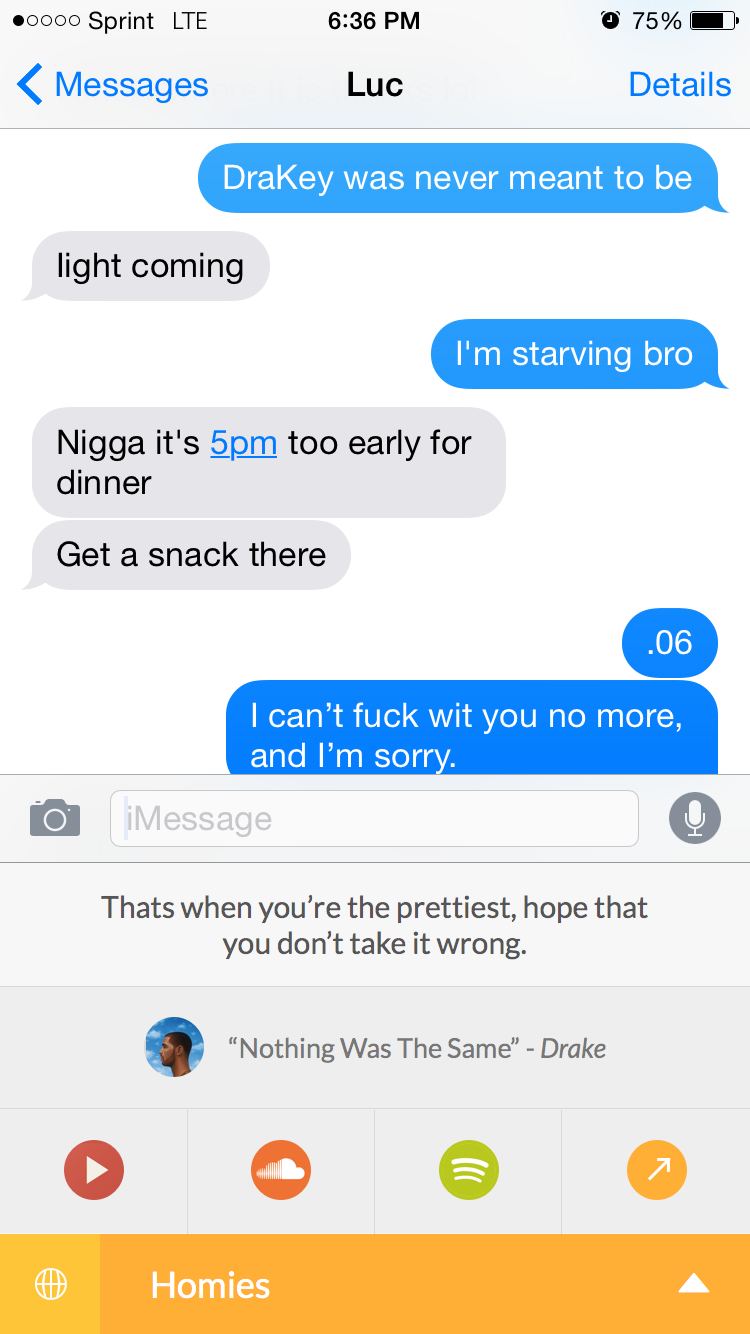 Sprint LTE 6:36 PM 75%
Messages Luc Details
DraKey was never meant to be
light coming
I'm starving bro
Nigga it's 5pm too early for
dinner
Get a snack there
.06
I can’t fuck wit you no more,
and I’m sorry.
iMessage
Thats when you’re the prettiest, hope that
you don’t take it wrong.
“Nothing Was The Same” - Drake
Homies